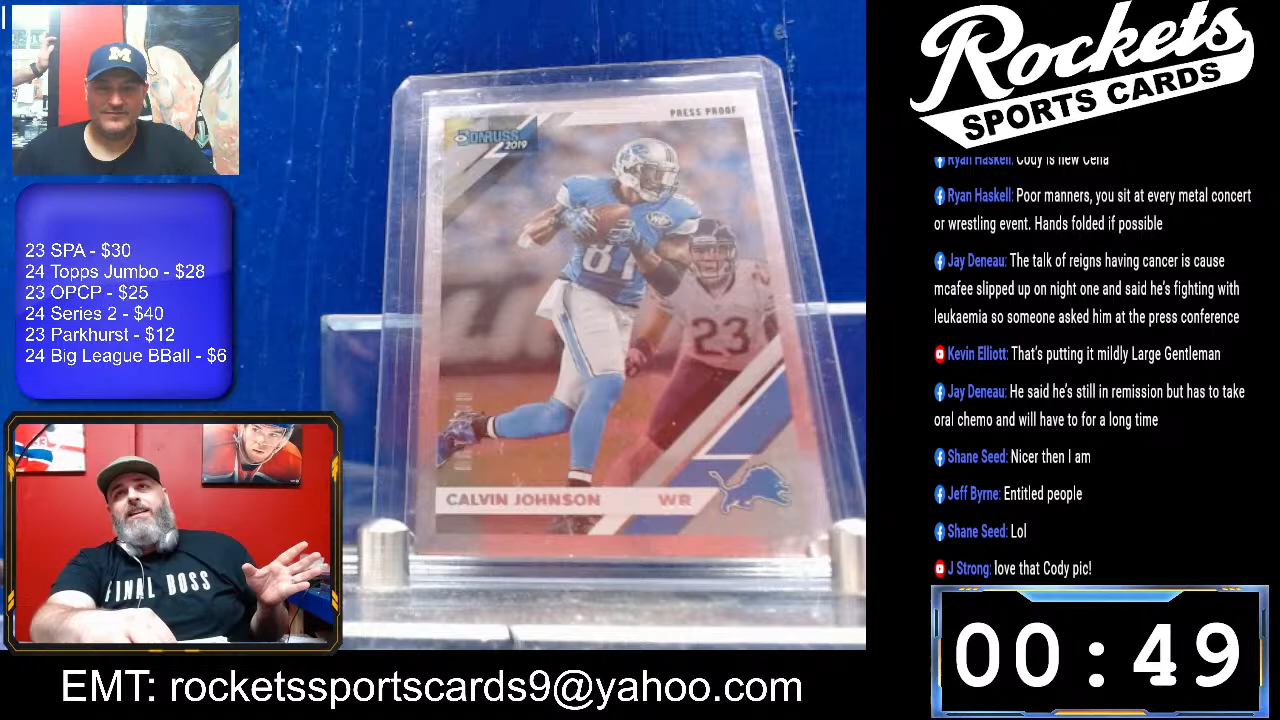 M
23 SPA - $30
24 Topps Jumbo - $28
23 OPCP - $25
24 Series 2 - $40
23 Parkhurst - $12
24 Big League BBall - $6
FINAL BOSS
PRESS PROOF
DONRUSS
2019
81
23
CALVIN JOHNSON WR
Rockets
SPORTS CARDS
Ryan Haskell: Cody is new Cena
Ryan Haskell: Poor manners, you sit at every metal concert
or wrestling event. Hands folded if possible
Jay Deneau: The talk of reigns having cancer is cause
mcafee slipped up on night one and said he's fighting with
leukaemia so someone asked him at the press conference
Kevin Elliott: That's putting it mildly Large Gentleman
Jay Deneau: He said he's still in remission but has to take
oral chemo and will have to for a long time
Shane Seed: Nicer then I am
Jeff Byrne: Entitled people
Shane Seed: Lol
J Strong: love that Cody pic!
00:49
EMT: rocketssportscards9@yahoo.com